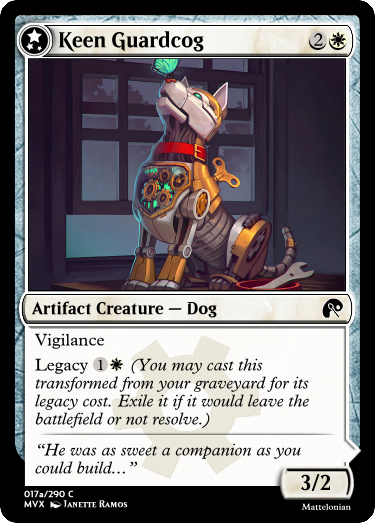 Keen Guardcog 2
Artifact Creature — Dog
Vigilance
Legacy 1 (You may cast this
transformed from your graveyard for its
legacy cost. Exile it if it would leave the
battlefield or not resolve.)
“He was as sweet a companion as you
could build…”
3/2
017a/290 C
MVX Janette Ramos
Mattelonian